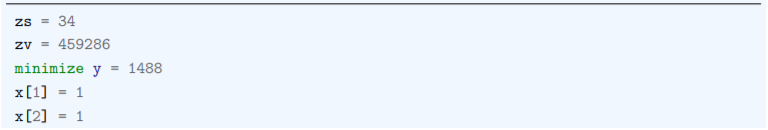 zs = 34
zv = 459286
minimize y = 1488
x[1] = 1
x[2] = 1